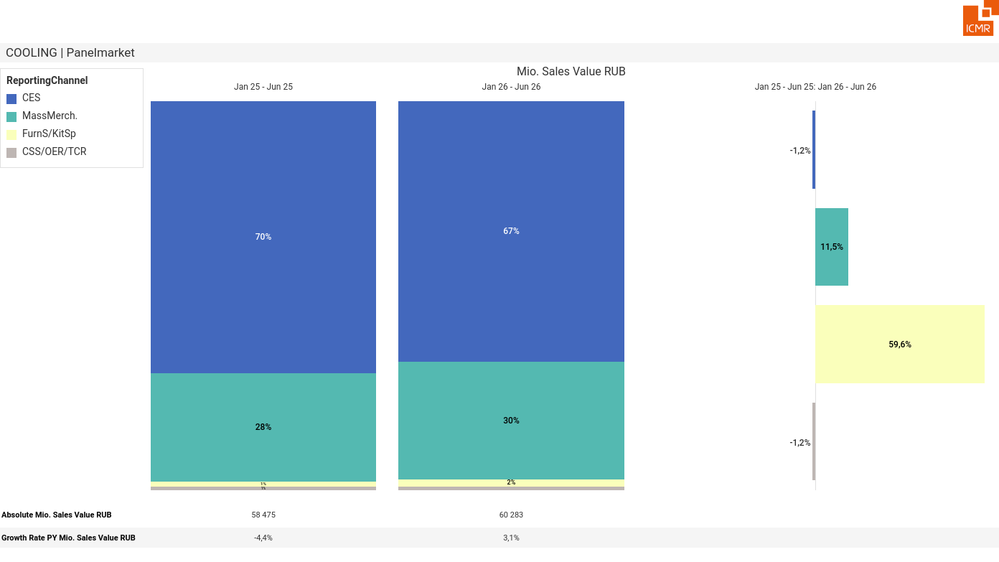 ICMR
COOLING | Panelmarket
Mio. Sales Value RUB
ReportingChannel
CES
MassMerch.
FurnS/KitSp
CSS/OER/TCR
Jan 25 - Jun 25
Jan 26 - Jun 26
Jan 25 - Jun 25: Jan 26 - Jun 26
70%
28%
1%
1%
67%
30%
2%
-1,2%
11,5%
59,6%
-1,2%
Absolute Mio. Sales Value RUB 58 475 60 283
Growth Rate PY Mio. Sales Value RUB -4,4% 3,1%